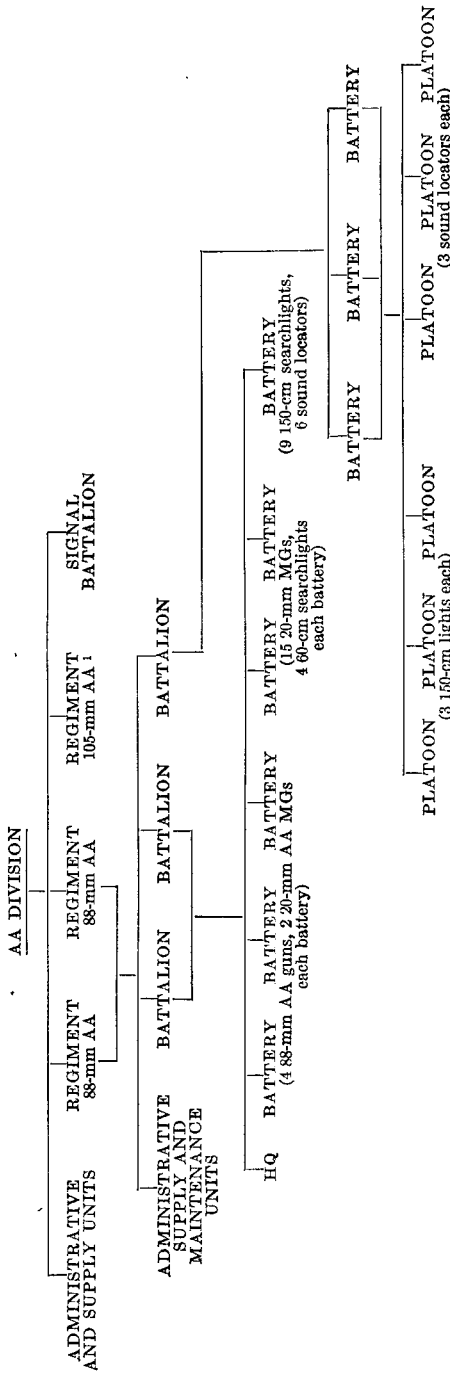 AA DIVISION
ADMINISTRATIVE
AND SUPPLY UNITS
REGIMENT
88-mm AA
REGIMENT
88-mm AA
REGIMENT
105-mm AA ¹
SIGNAL
BATTALION
ADMINISTRATIVE
SUPPLY AND
MAINTENANCE
UNITS
BATTALION
BATTALION
BATTALION
HQ
BATTERY
BATTERY
BATTERY
(4 88-mm AA guns, 2 20-mm AA MGs
each battery)
BATTERY
BATTERY
(15 20-mm MGs,
4 60-cm searchlights
each battery)
BATTERY
(9 150-cm searchlights,
6 sound locators)
BATTERY
BATTERY
BATTERY
PLATOON
PLATOON
PLATOON
(3 150-cm lights each)
PLATOON
PLATOON
PLATOON
(3 sound locators each)